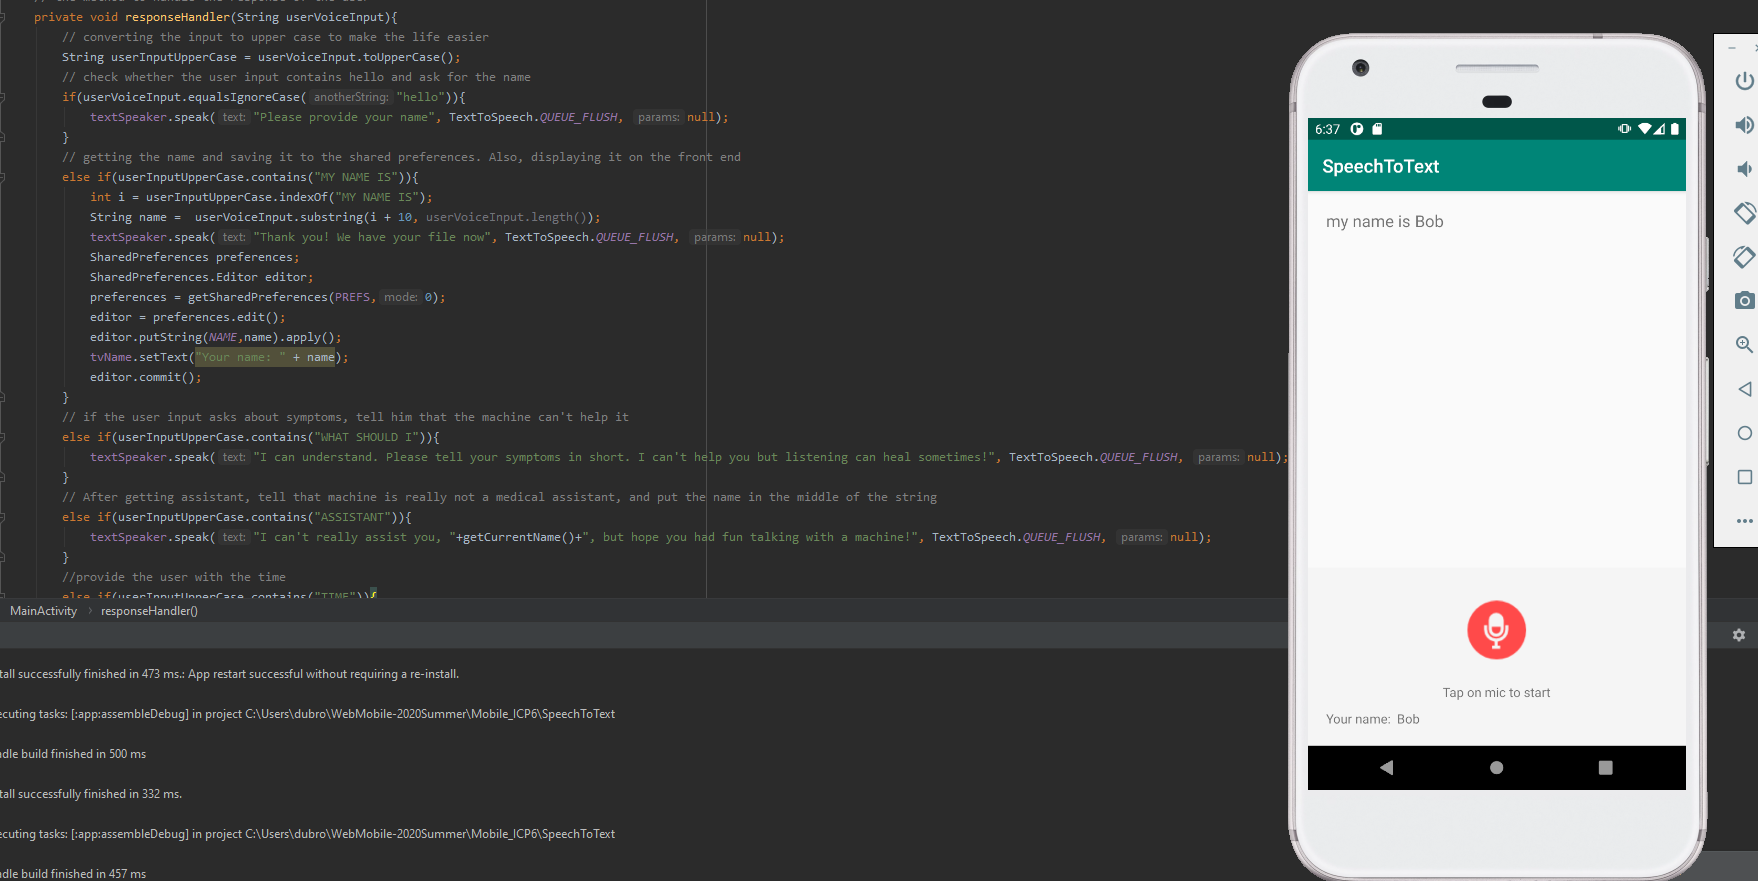 // the method to handle the response of the user
private void responseHandler(String userVoiceInput){
// converting the input to upper case to make the life easier
String userInputUpperCase = userVoiceInput.toUpperCase();
// check whether the user input contains hello and ask for the name
if(userVoiceInput.equalsIgnoreCase( anotherString: "hello")){
textSpeaker.speak( text: "Please provide your name", TextToSpeech.QUEUE_FLUSH, params: null);
}
// getting the name and saving it to the shared preferences. Also, displaying it on the front end
else if(userInputUpperCase.contains("MY NAME IS")){
int i = userInputUpperCase.indexOf("MY NAME IS");
String name =  userVoiceInput.substring(i + 10, userVoiceInput.length());
textSpeaker.speak( text: "Thank you! We have your file now", TextToSpeech.QUEUE_FLUSH, params: null);
SharedPreferences preferences;
SharedPreferences.Editor editor;
preferences = getSharedPreferences(PREFS, mode: 0);
editor = preferences.edit();
editor.putString(NAME,name).apply();
tvName.setText("Your name: " + name);
editor.commit();
}
// if the user input asks about symptoms, tell him that the machine can't help it
else if(userInputUpperCase.contains("WHAT SHOULD I")){
textSpeaker.speak( text: "I can understand. Please tell your symptoms in short. I can't help you but listening can heal sometimes!", TextToSpeech.QUEUE_FLUSH, params: null);
}
// After getting assistant, tell that machine is really not a medical assistant, and put the name in the middle of the string
else if(userInputUpperCase.contains("ASSISTANT")){
textSpeaker.speak( text: "I can't really assist you, "+getCurrentName()+", but hope you had fun talking with a machine!", TextToSpeech.QUEUE_FLUSH, params: null);
}
//provide the user with the time
else if(userInputUpperCase.contains("TIME")){
MainActivity › responseHandler()
tall successfully finished in 473 ms.: App restart successful without requiring a re-install.
ecuting tasks: [:app:assembleDebug] in project C:\Users\dubro\WebMobile-2020Summer\Mobile_ICP6\SpeechToText
adle build finished in 500 ms
tall successfully finished in 332 ms.
ecuting tasks: [:app:assembleDebug] in project C:\Users\dubro\WebMobile-2020Summer\Mobile_ICP6\SpeechToText
adle build finished in 457 ms
6:37
SpeechToText
my name is Bob
Tap on mic to start
Your name:  Bob